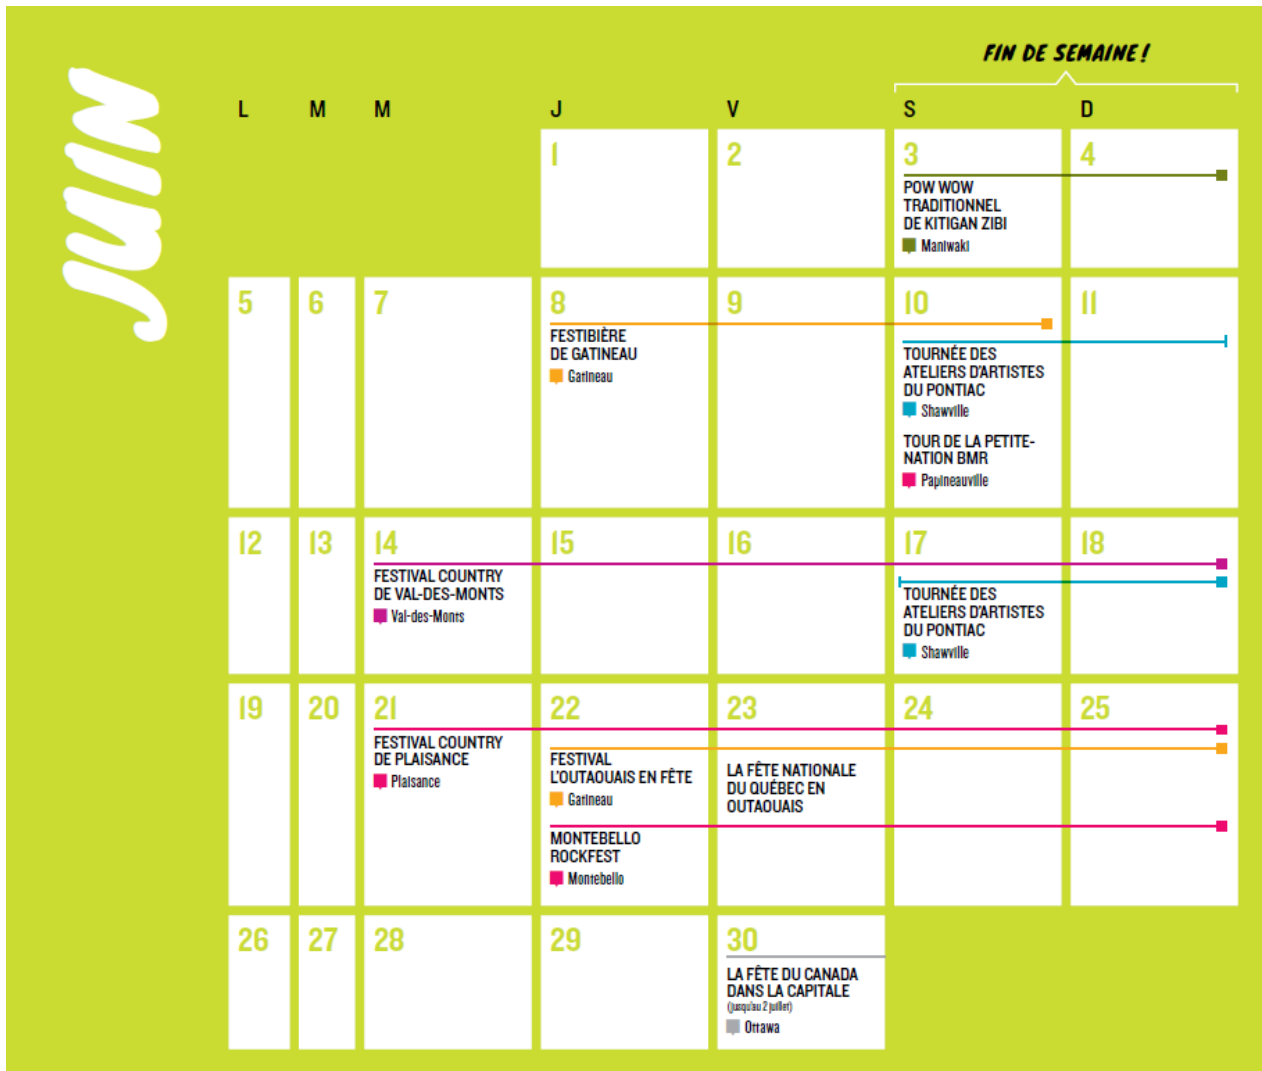 JUIN
FIN DE SEMAINE !
L M M J V S D
1 2 3 4
POW WOW
TRADITIONNEL
DE KITIGAN ZIBI
Maniwaki
5 6 7 8 9 10 11
FESTIBIÈRE
DE GATINEAU
Gatineau
TOURNÉE DES
ATELIERS D'ARTISTES
DU PONTIAC
Shawville
TOUR DE LA PETITE-
NATION BMR
Papineauville
12 13 14 15 16 17 18
FESTIVAL COUNTRY
DE VAL-DES-MONTS
Val-des-Monts
TOURNÉE DES
ATELIERS D'ARTISTES
DU PONTIAC
Shawville
19 20 21 22 23 24 25
FESTIVAL COUNTRY
DE PLAISANCE
Plaisance
FESTIVAL
L'OUTAOUAIS EN FÊTE
Gatineau
MONTEBELLO
ROCKFEST
Montebello
LA FÊTE NATIONALE
DU QUÉBEC EN
OUTAOUAIS
26 27 28 29 30
LA FÊTE DU CANADA
DANS LA CAPITALE
(jusqu'au 2 juillet)
Ottawa